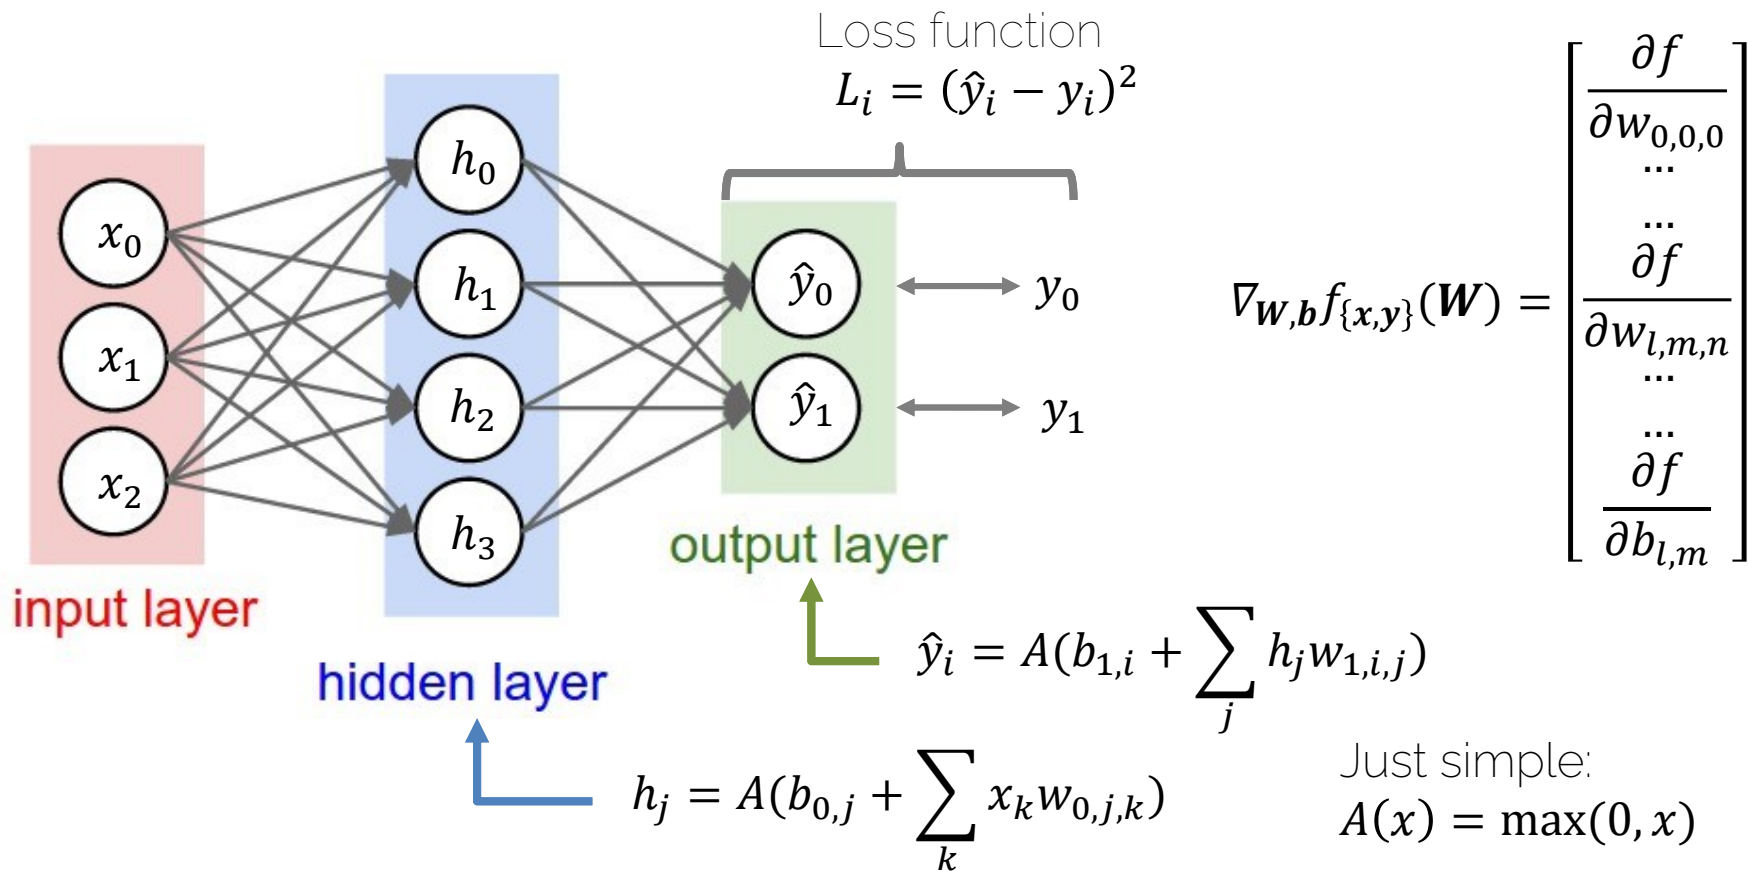 Loss function
L_i = (ŷ_i − y_i)^2
x_0
x_1
x_2
input layer
h_0
h_1
h_2
h_3
hidden layer
ŷ_0
ŷ_1
output layer
y_0
y_1
∇_{W,b} f_{{x,y}}(W) =
∂f
∂w_{0,0,0}
...
...
∂f
∂w_{l,m,n}
...
...
∂f
∂b_{l,m}
ŷ_i = A(b_{1,i} + ∑_j h_j w_{1,i,j})
h_j = A(b_{0,j} + ∑_k x_k w_{0,j,k})
Just simple:
A(x) = max(0, x)